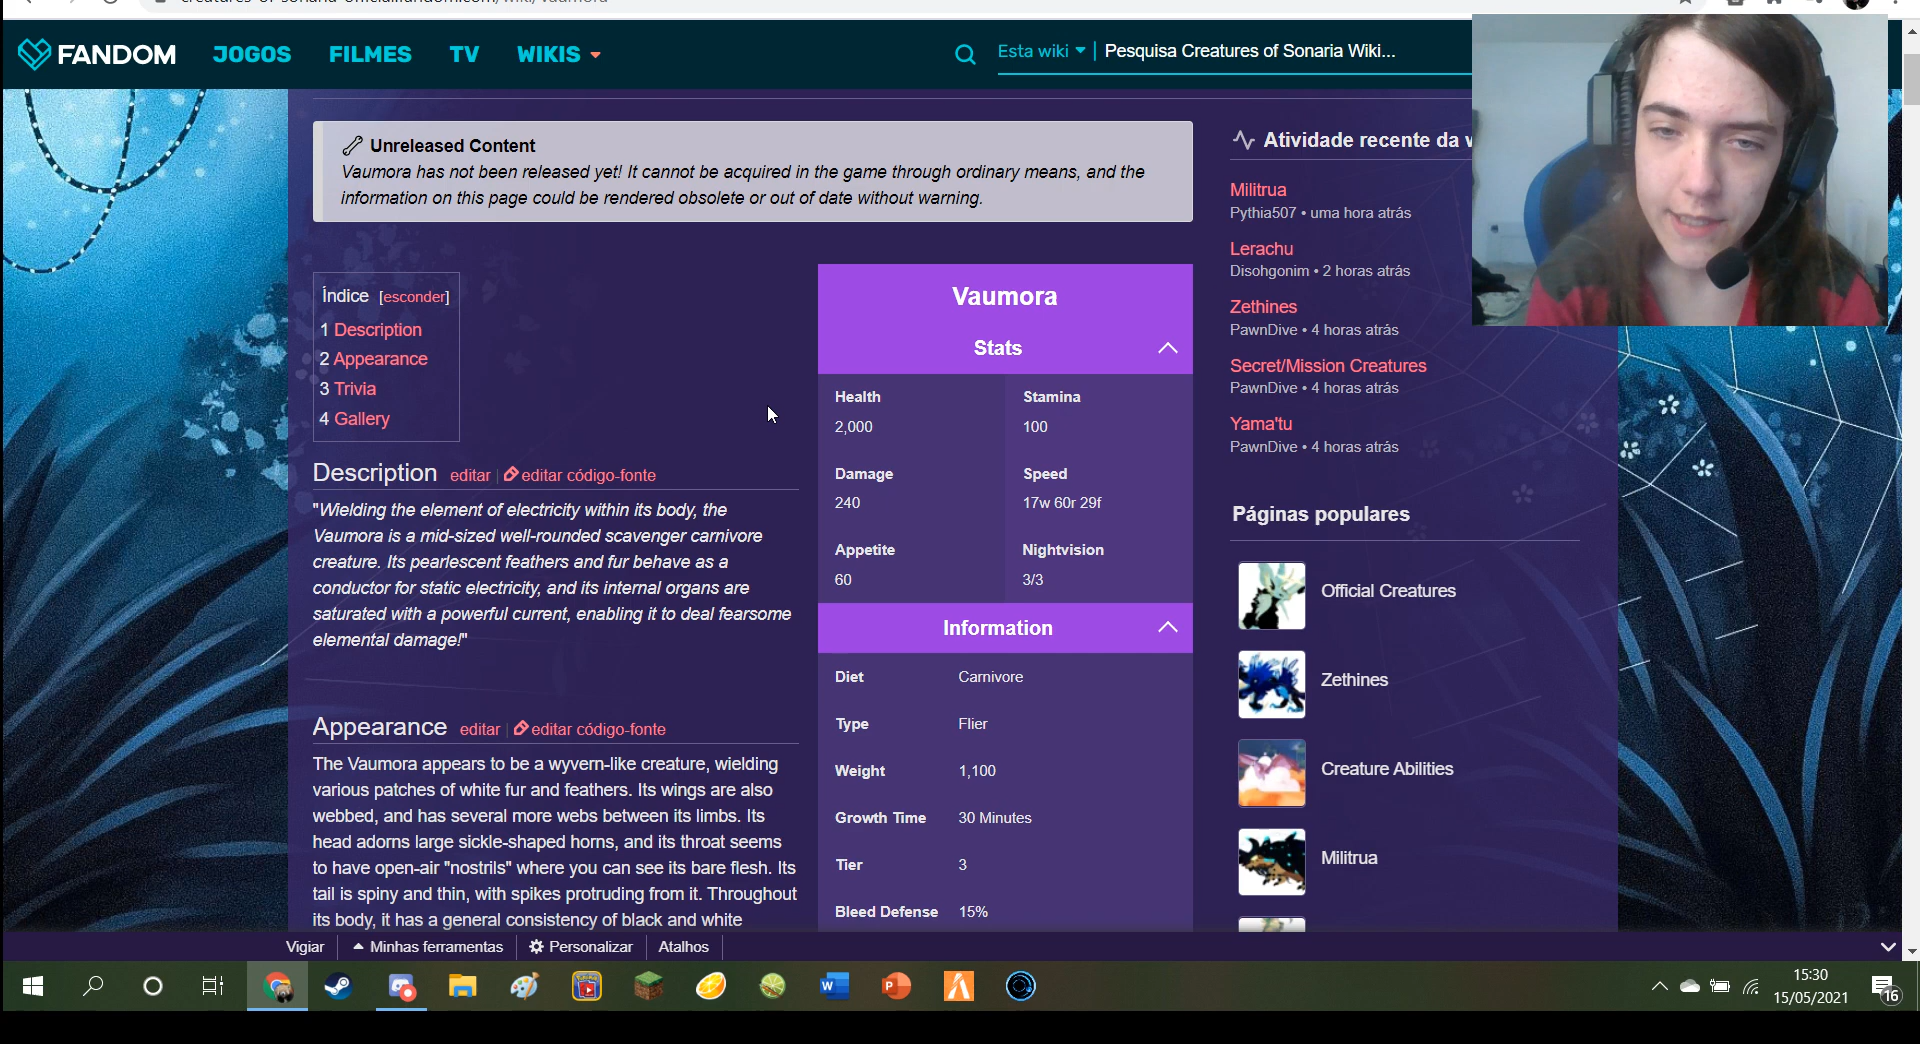 FANDOM JOGOS FILMES TV WIKIS
Esta wiki | Pesquisa Creatures of Sonaria Wiki...
Unreleased Content
Vaumora has not been released yet! It cannot be acquired in the game through ordinary means, and the
information on this page could be rendered obsolete or out of date without warning.
Índice [esconder]
1 Description
2 Appearance
3 Trivia
4 Gallery
Description editar | editar código-fonte
"Wielding the element of electricity within its body, the
Vaumora is a mid-sized well-rounded scavenger carnivore
creature. Its pearlescent feathers and fur behave as a
conductor for static electricity, and its internal organs are
saturated with a powerful current, enabling it to deal fearsome
elemental damage!"
Appearance editar | editar código-fonte
The Vaumora appears to be a wyvern-like creature, wielding
various patches of white fur and feathers. Its wings are also
webbed, and has several more webs between its limbs. Its
head adorns large sickle-shaped horns, and its throat seems
to have open-air "nostrils" where you can see its bare flesh. Its
tail is spiny and thin, with spikes protruding from it. Throughout
its body, it has a general consistency of black and white
Vaumora
Stats
Health Stamina
2,000 100
Damage Speed
240 17w 60r 29f
Appetite Nightvision
60 3/3
Information
Diet Carnivore
Type Flier
Weight 1,100
Growth Time 30 Minutes
Tier 3
Bleed Defense 15%
Atividade recente da
Militrua
Pythia507 • uma hora atrás
Lerachu
Disohgonim • 2 horas atrás
Zethines
PawnDive • 4 horas atrás
Secret/Mission Creatures
PawnDive • 4 horas atrás
Yama'tu
PawnDive • 4 horas atrás
Páginas populares
Official Creatures
Zethines
Creature Abilities
Militrua
Vigiar Minhas ferramentas Personalizar Atalhos
15:30
15/05/2021
16